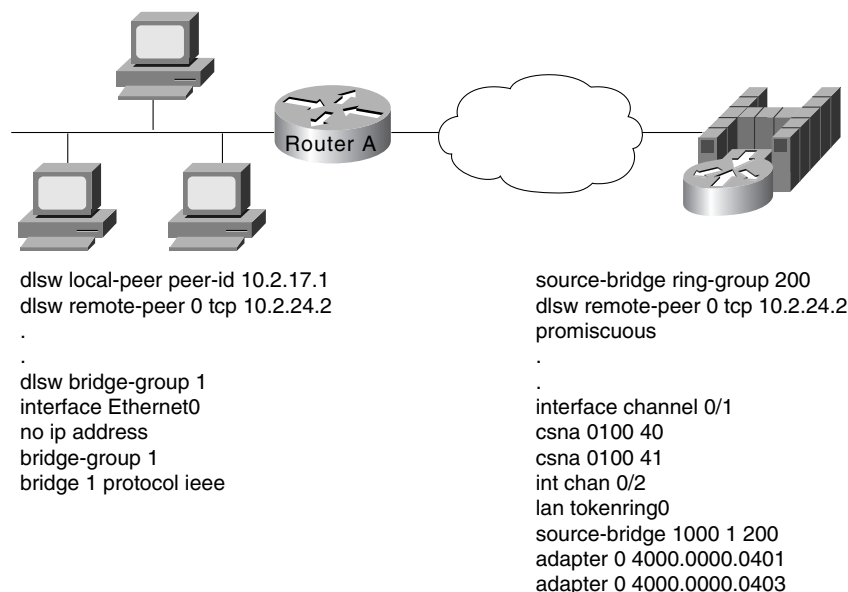 Router A
dlsw local-peer peer-id 10.2.17.1
dlsw remote-peer 0 tcp 10.2.24.2
.
.
dlsw bridge-group 1
interface Ethernet0
no ip address
bridge-group 1
bridge 1 protocol ieee
source-bridge ring-group 200
dlsw remote-peer 0 tcp 10.2.24.2
promiscuous
.
.
interface channel 0/1
csna 0100 40
csna 0100 41
int chan 0/2
lan tokenring0
source-bridge 1000 1 200
adapter 0 4000.0000.0401
adapter 0 4000.0000.0403